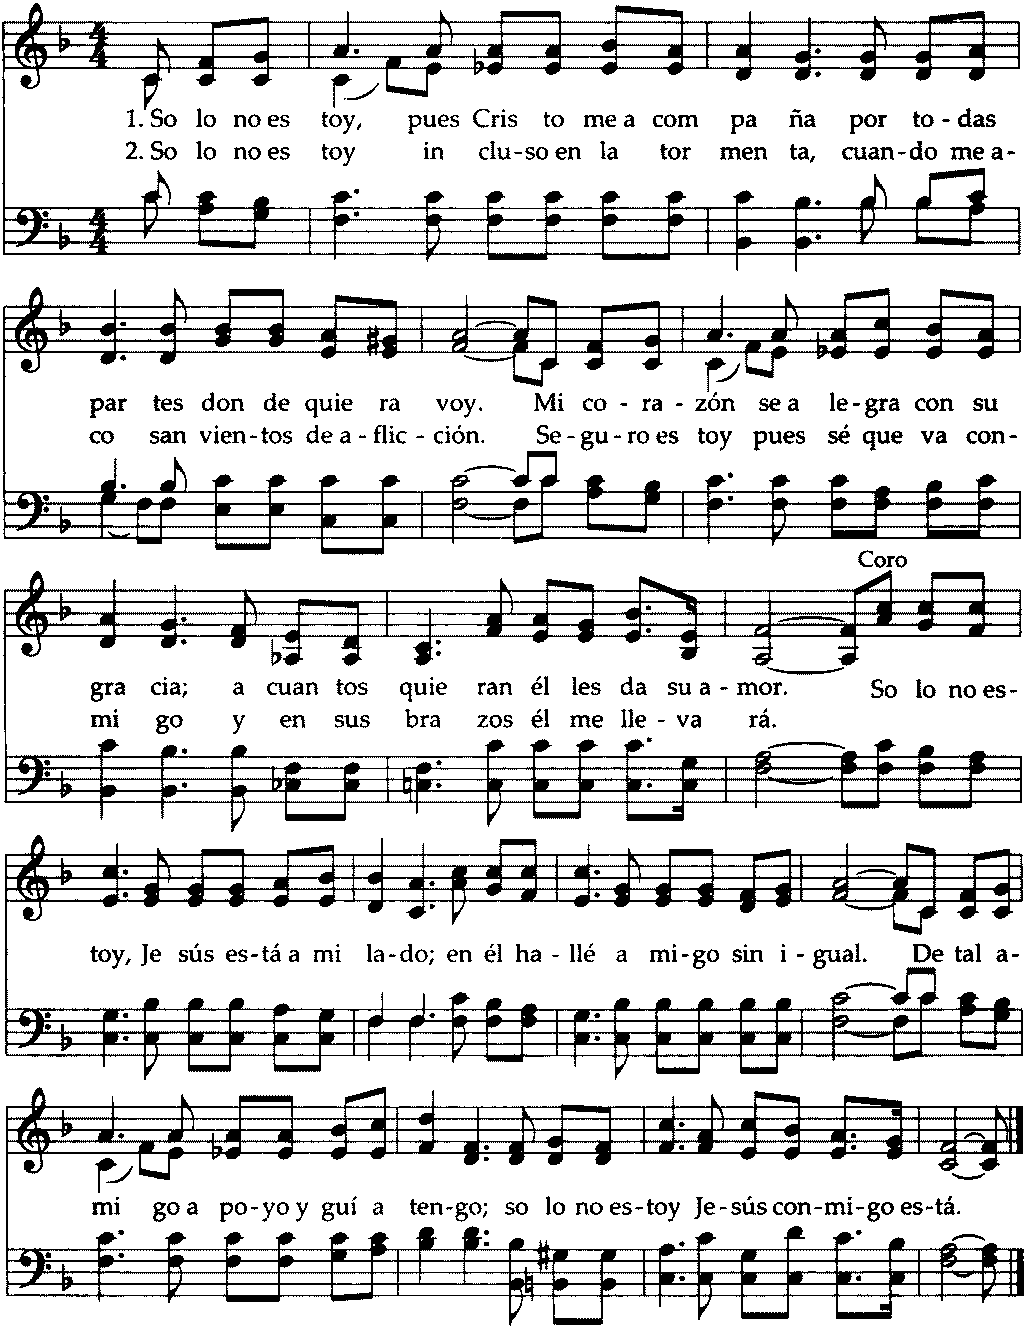 1. So lo no es toy, pues Cris to me a com pa ña por to - das
2. So lo no es toy in clu - so en la tor men ta, cuan - do me a -
par tes don de quie ra voy. Mi co - ra - zón se a le - gra con su
co san vien - tos de a - flic - ción. Se - gu - ro es toy pues sé que va con -
Coro
gra cia; a cuan tos quie ran él les da su a - mor. So lo no es -
mi go y en sus bra zos él me lle - va rá.
toy, Je sús es - tá a mi la - do; en él ha - llé a mi - go sin i - gual. De tal a -
mi go a po - yo y guí a ten - go; so lo no es - toy Je - sús con - mi - go es - tá.